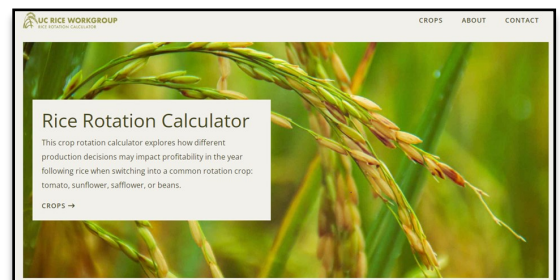 UC RICE WORKGROUP
RICE ROTATION CALCULATOR
CROPS ABOUT CONTACT
Rice Rotation Calculator
This crop rotation calculator explores how different
production decisions may impact profitability in the year
following rice when switching into a common rotation crop:
tomato, sunflower, safflower, or beans.
CROPS →